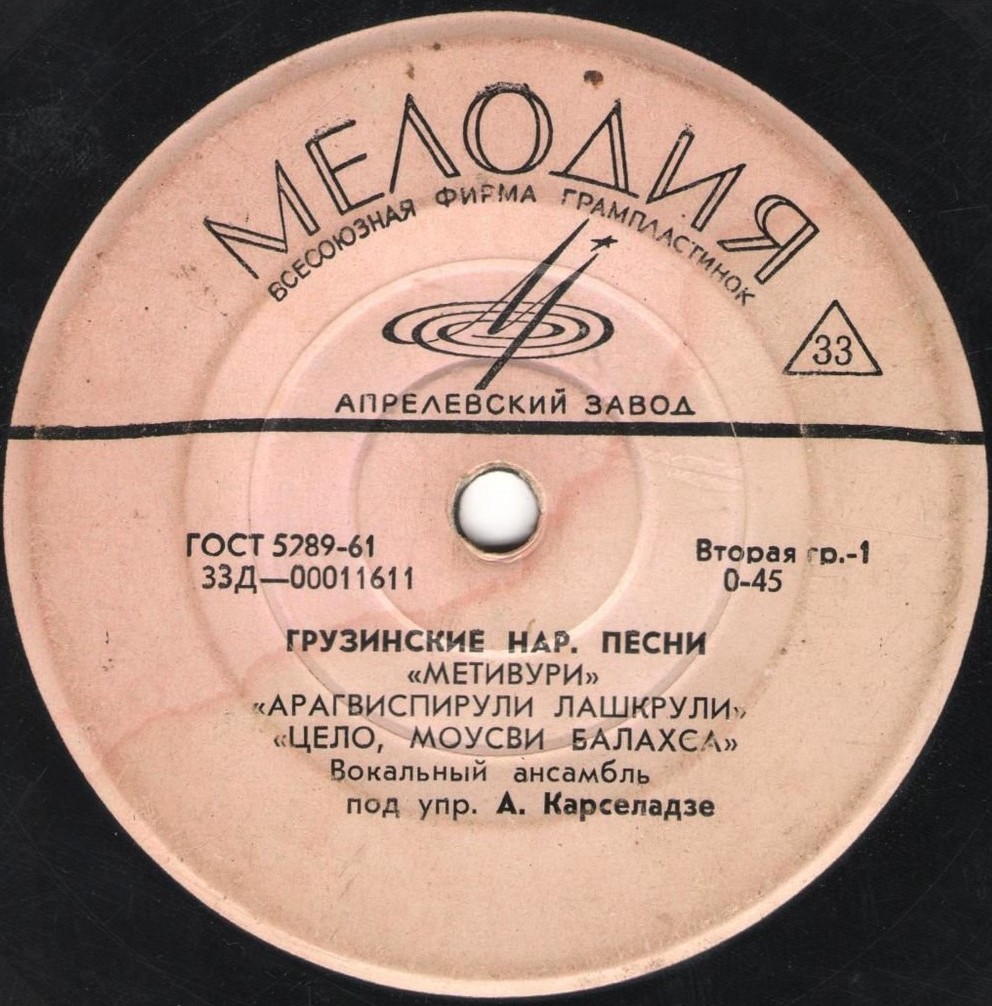 МЕЛОДИЯ
ВСЕСОЮЗНАЯ ФИРМА ГРАМПЛАСТИНОК
33
АПРЕЛЕВСКИЙ ЗАВОД
ГОСТ 5289-61
Вторая гр.-1
33Д—00011611
0-45
ГРУЗИНСКИЕ НАР. ПЕСНИ
«МЕТИВУРИ»
«АРАГВИСПИРУЛИ ЛАШКРУЛИ»
«ЦЕЛО, МОУСВИ БАЛАХСА»
Вокальный ансамбль
под упр. А. Карселадзе